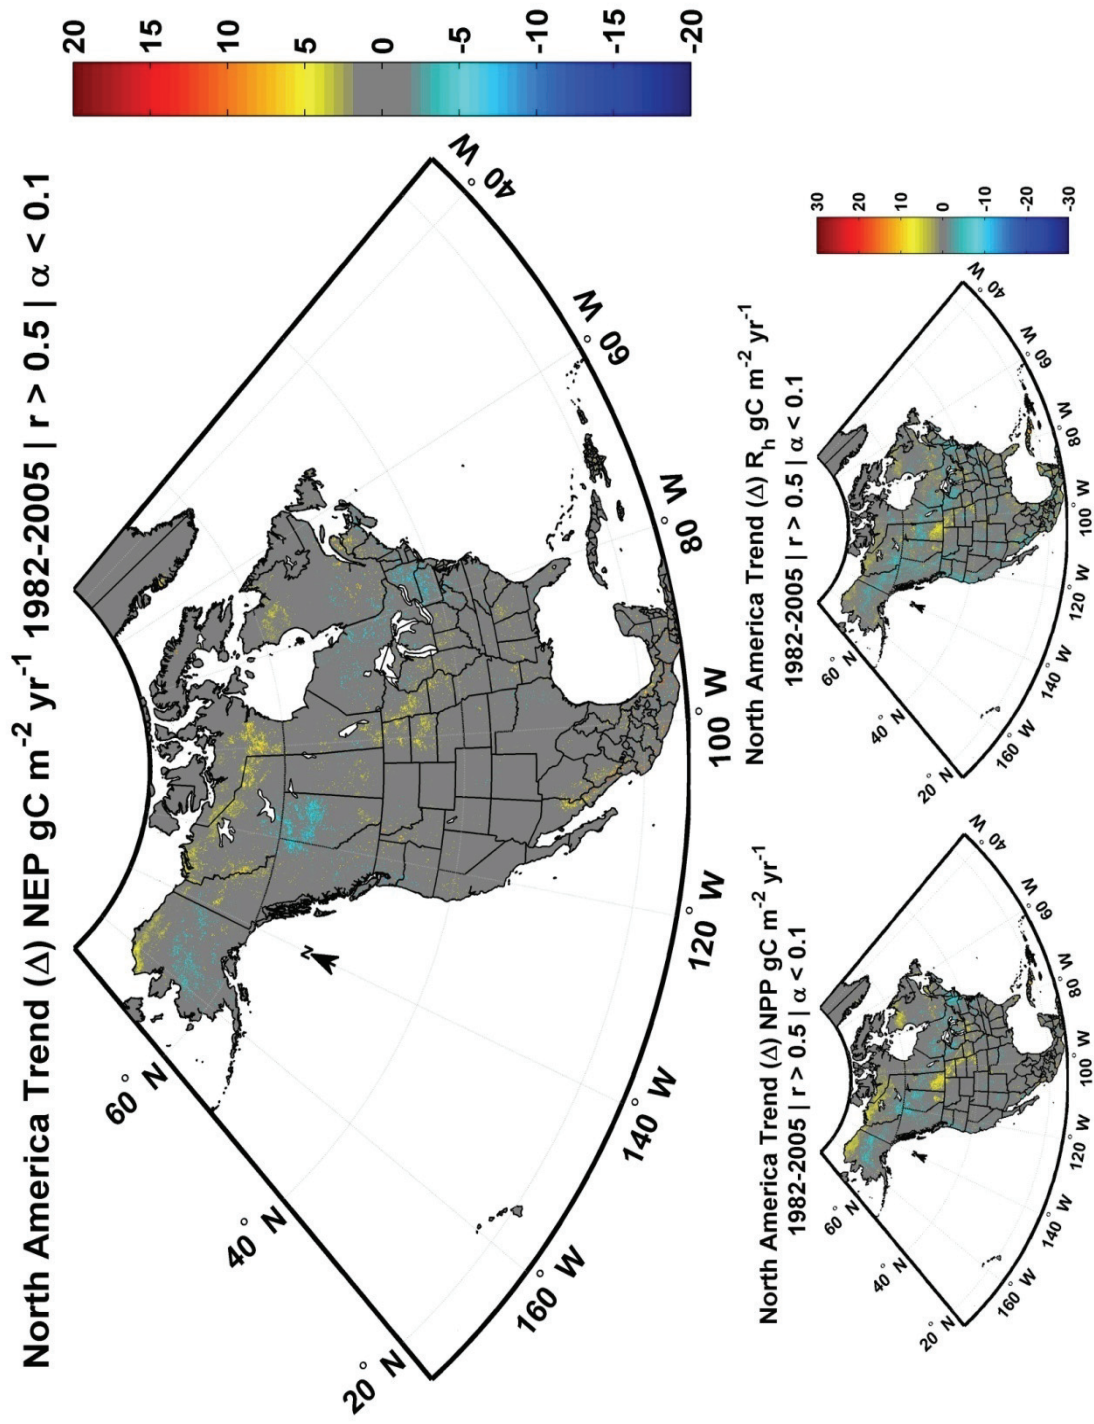 North America Trend (Δ) NEP gC m⁻² yr⁻¹ 1982-2005 | r > 0.5 | α < 0.1
20
15
10
5
0
-5
-10
-15
-20
60° N
40° N
20° N
160° W
140° W
120° W
100° W
80° W
60° W
40° W
N
North America Trend (Δ) NPP gC m⁻² yr⁻¹
1982-2005 | r > 0.5 | α < 0.1
60° N
40° N
20° N
160° W
140° W
120° W
100° W
80° W
60° W
40° W
North America Trend (Δ) Rₕ gC m⁻² yr⁻¹
1982-2005 | r > 0.5 | α < 0.1
60° N
40° N
20° N
160° W
140° W
120° W
100° W
80° W
60° W
40° W
30
20
10
0
-10
-20
-30